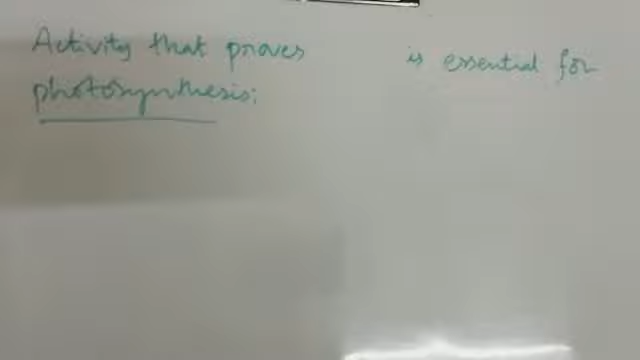 Activity that proves is essential for
photosynthesis: